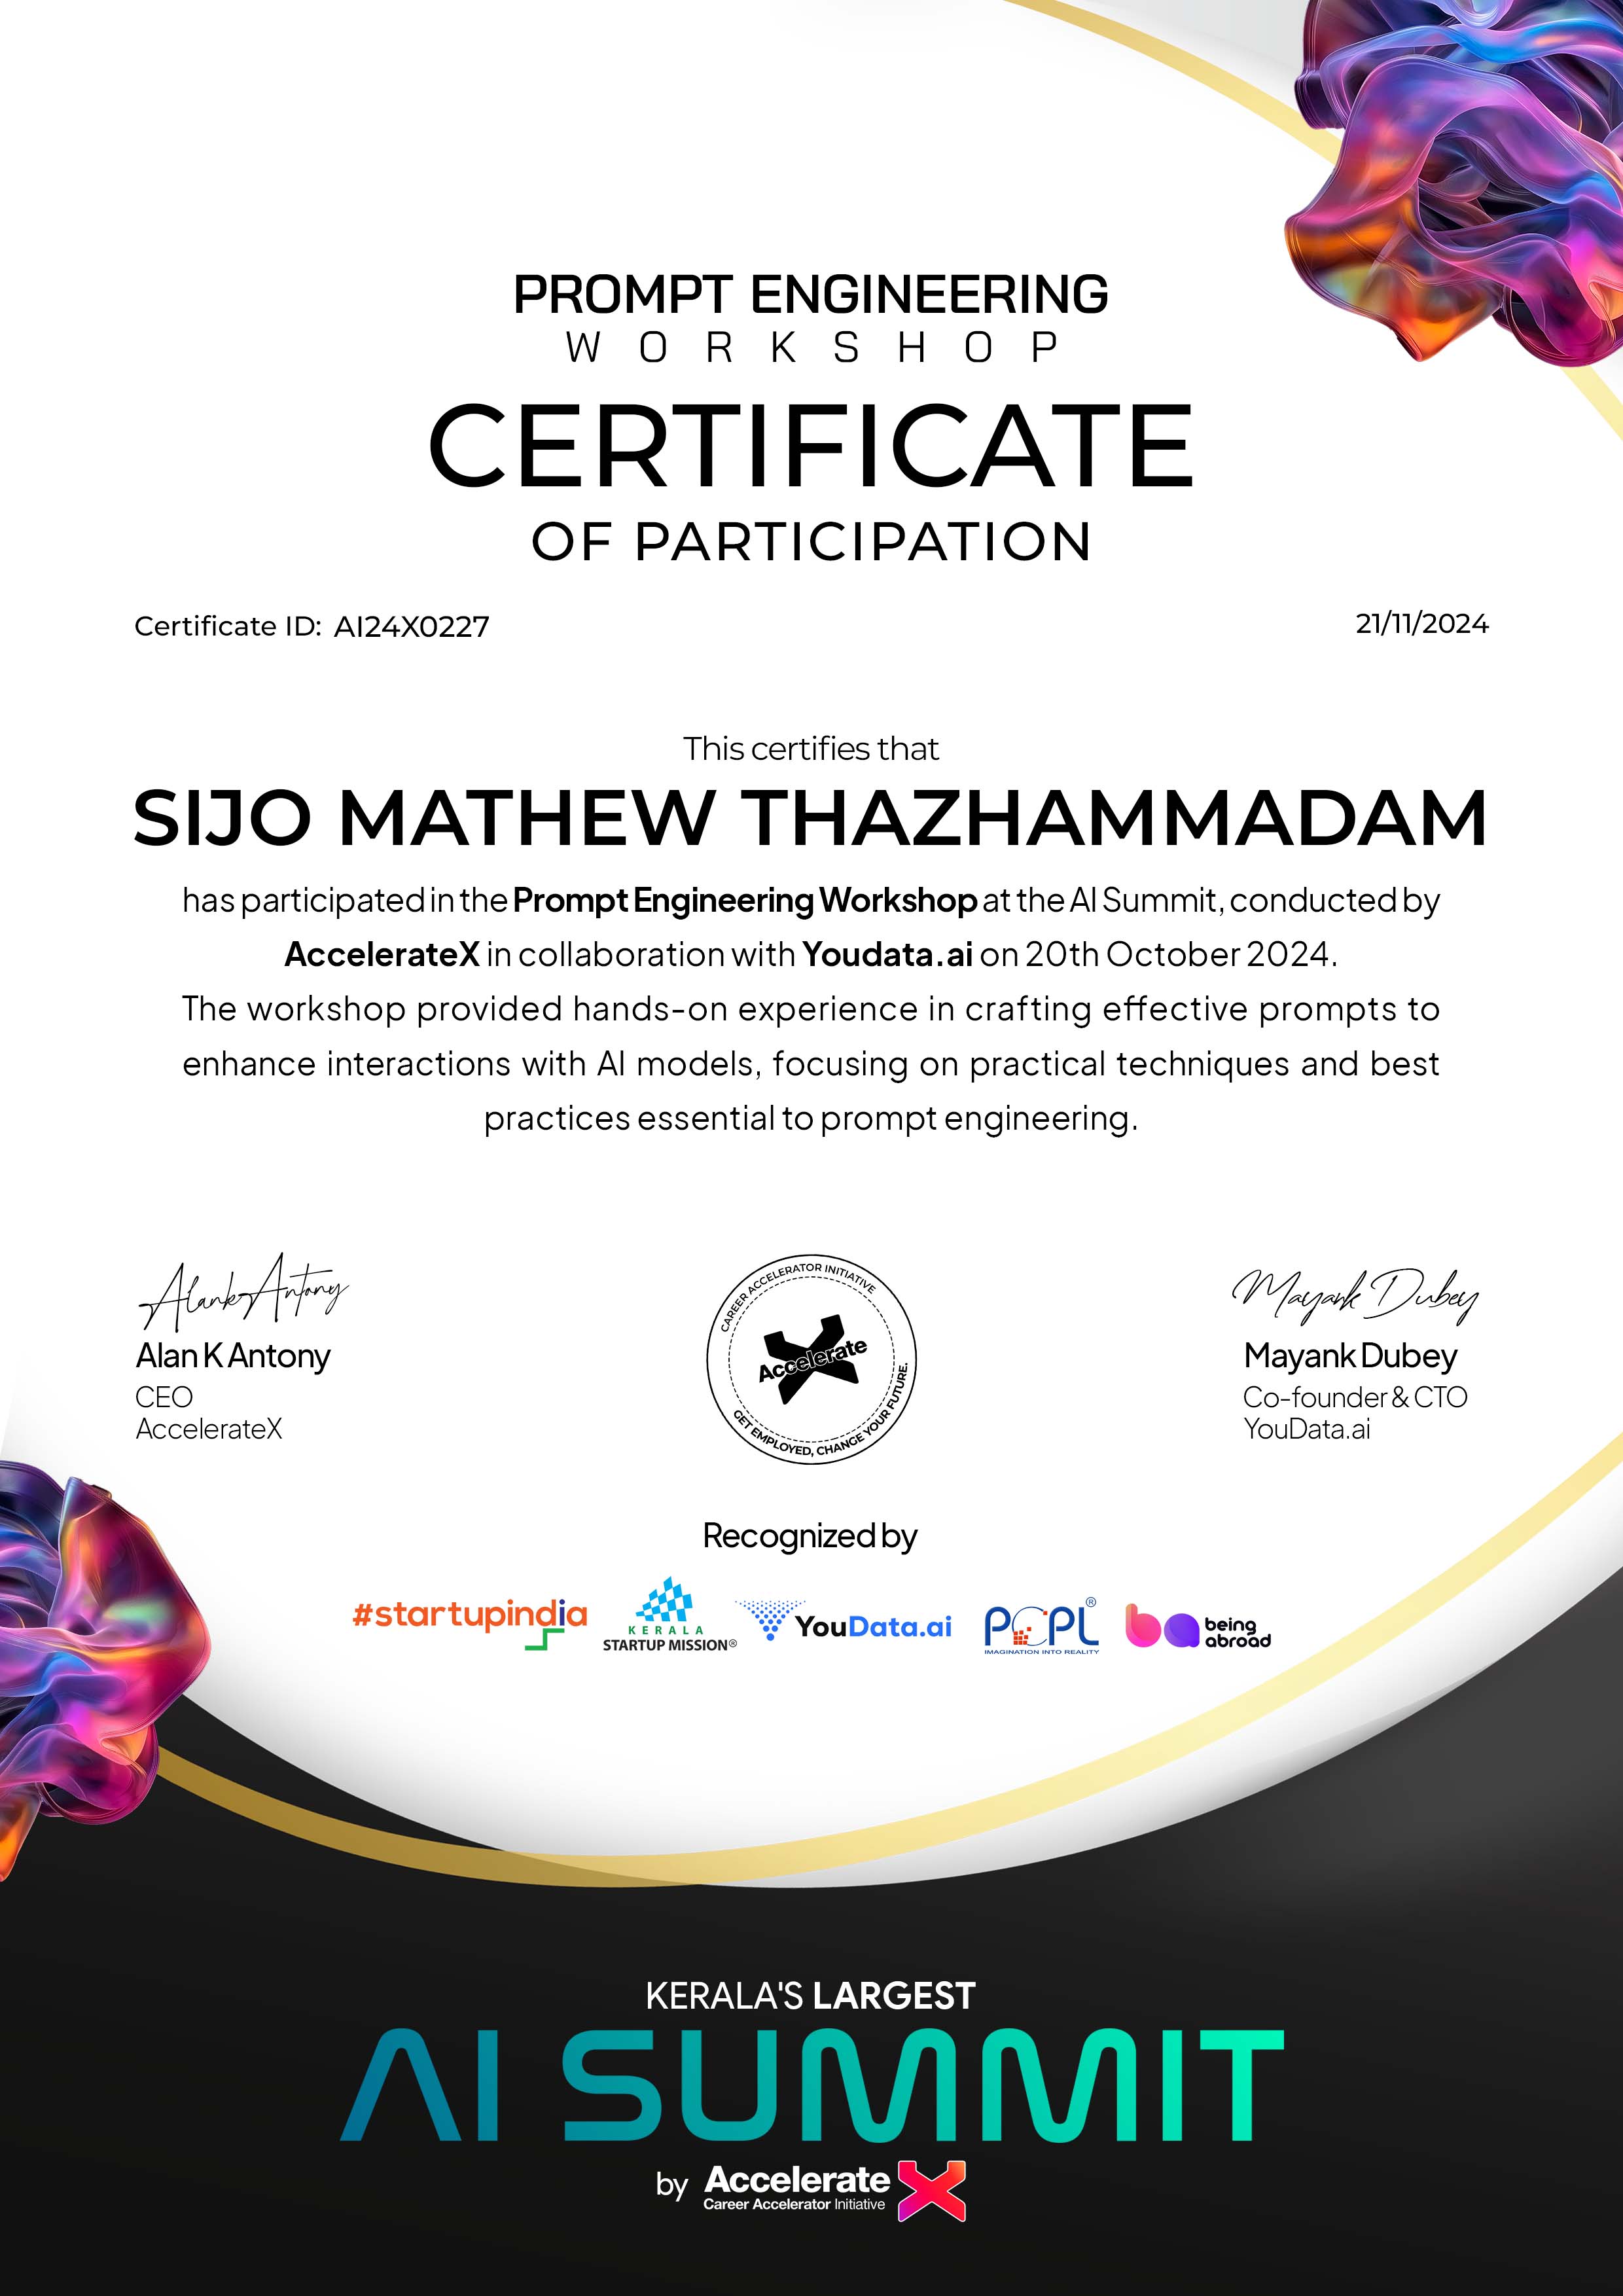 PROMPT ENGINEERING
WORKSHOP
CERTIFICATE
OF PARTICIPATION
Certificate ID: AI24X0227
21/11/2024
This certifies that
SIJO MATHEW THAZHAMMADAM
has participated in the Prompt Engineering Workshop at the AI Summit, conducted by
AccelerateX in collaboration with Youdata.ai on 20th October 2024.
The workshop provided hands-on experience in crafting effective prompts to
enhance interactions with AI models, focusing on practical techniques and best
practices essential to prompt engineering.
Alank Antony
Alan K Antony
CEO
AccelerateX
CAREER ACCELERATOR INITIATIVE
Accelerate
GET EMPLOYED, CHANGE YOUR FUTURE.
Mayank Dubey
Mayank Dubey
Co-founder & CTO
YouData.ai
Recognized by
#startupindia
KERALA
STARTUP MISSION®
YouData.ai
PCPL®
IMAGINATION INTO REALITY
ba being
abroad
KERALA'S LARGEST
AI SUMMIT
by Accelerate X
Career Accelerator Initiative